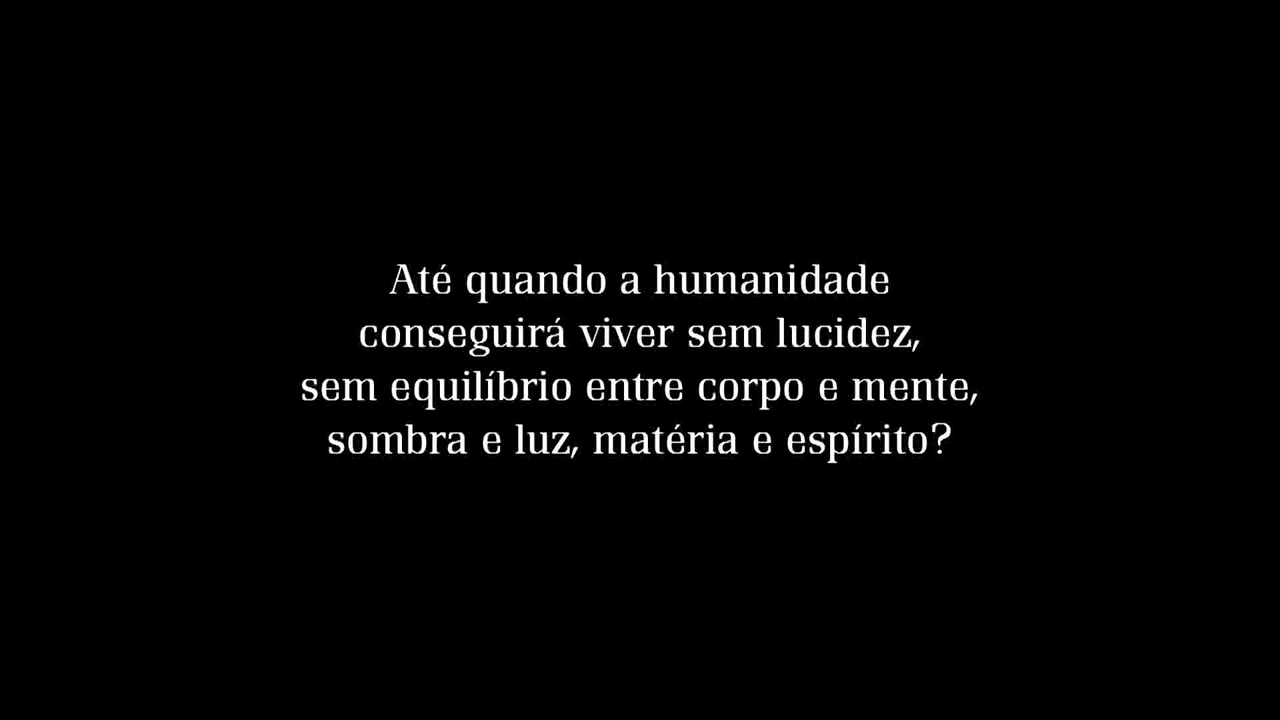 Até quando a humanidade
conseguirá viver sem lucidez,
sem equilíbrio entre corpo e mente,
sombra e luz, matéria e espírito?